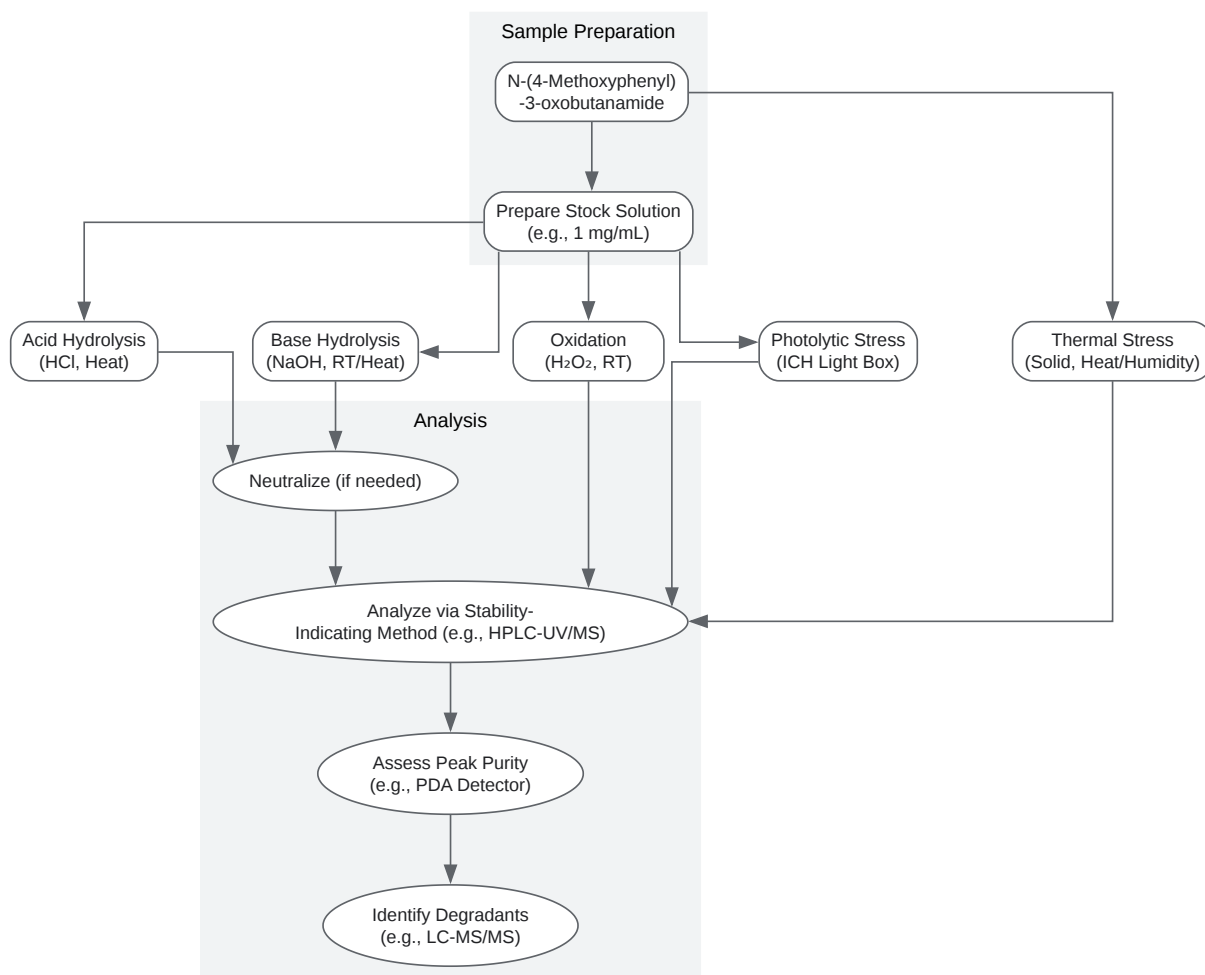 Sample Preparation
N-(4-Methoxyphenyl)
-3-oxobutanamide
Prepare Stock Solution
(e.g., 1 mg/mL)
Acid Hydrolysis
(HCl, Heat)
Base Hydrolysis
(NaOH, RT/Heat)
Oxidation
(H₂O₂, RT)
Photolytic Stress
(ICH Light Box)
Thermal Stress
(Solid, Heat/Humidity)
Analysis
Neutralize (if needed)
Analyze via Stability-
Indicating Method (e.g., HPLC-UV/MS)
Assess Peak Purity
(e.g., PDA Detector)
Identify Degradants
(e.g., LC-MS/MS)